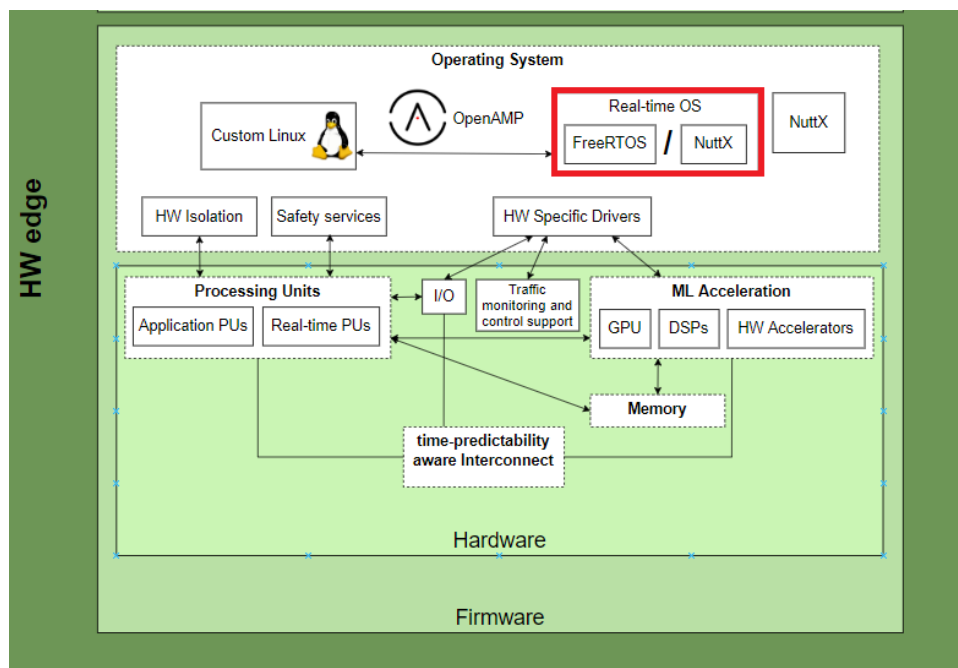 Operating System
Custom Linux
OpenAMP
Real-time OS
FreeRTOS
/
NuttX
NuttX
HW Isolation
Safety services
HW Specific Drivers
HW edge
Processing Units
Application PUs
Real-time PUs
I/O
Traffic
monitoring and
control support
ML Acceleration
GPU
DSPs
HW Accelerators
Memory
time-predictability
aware Interconnect
Hardware
Firmware